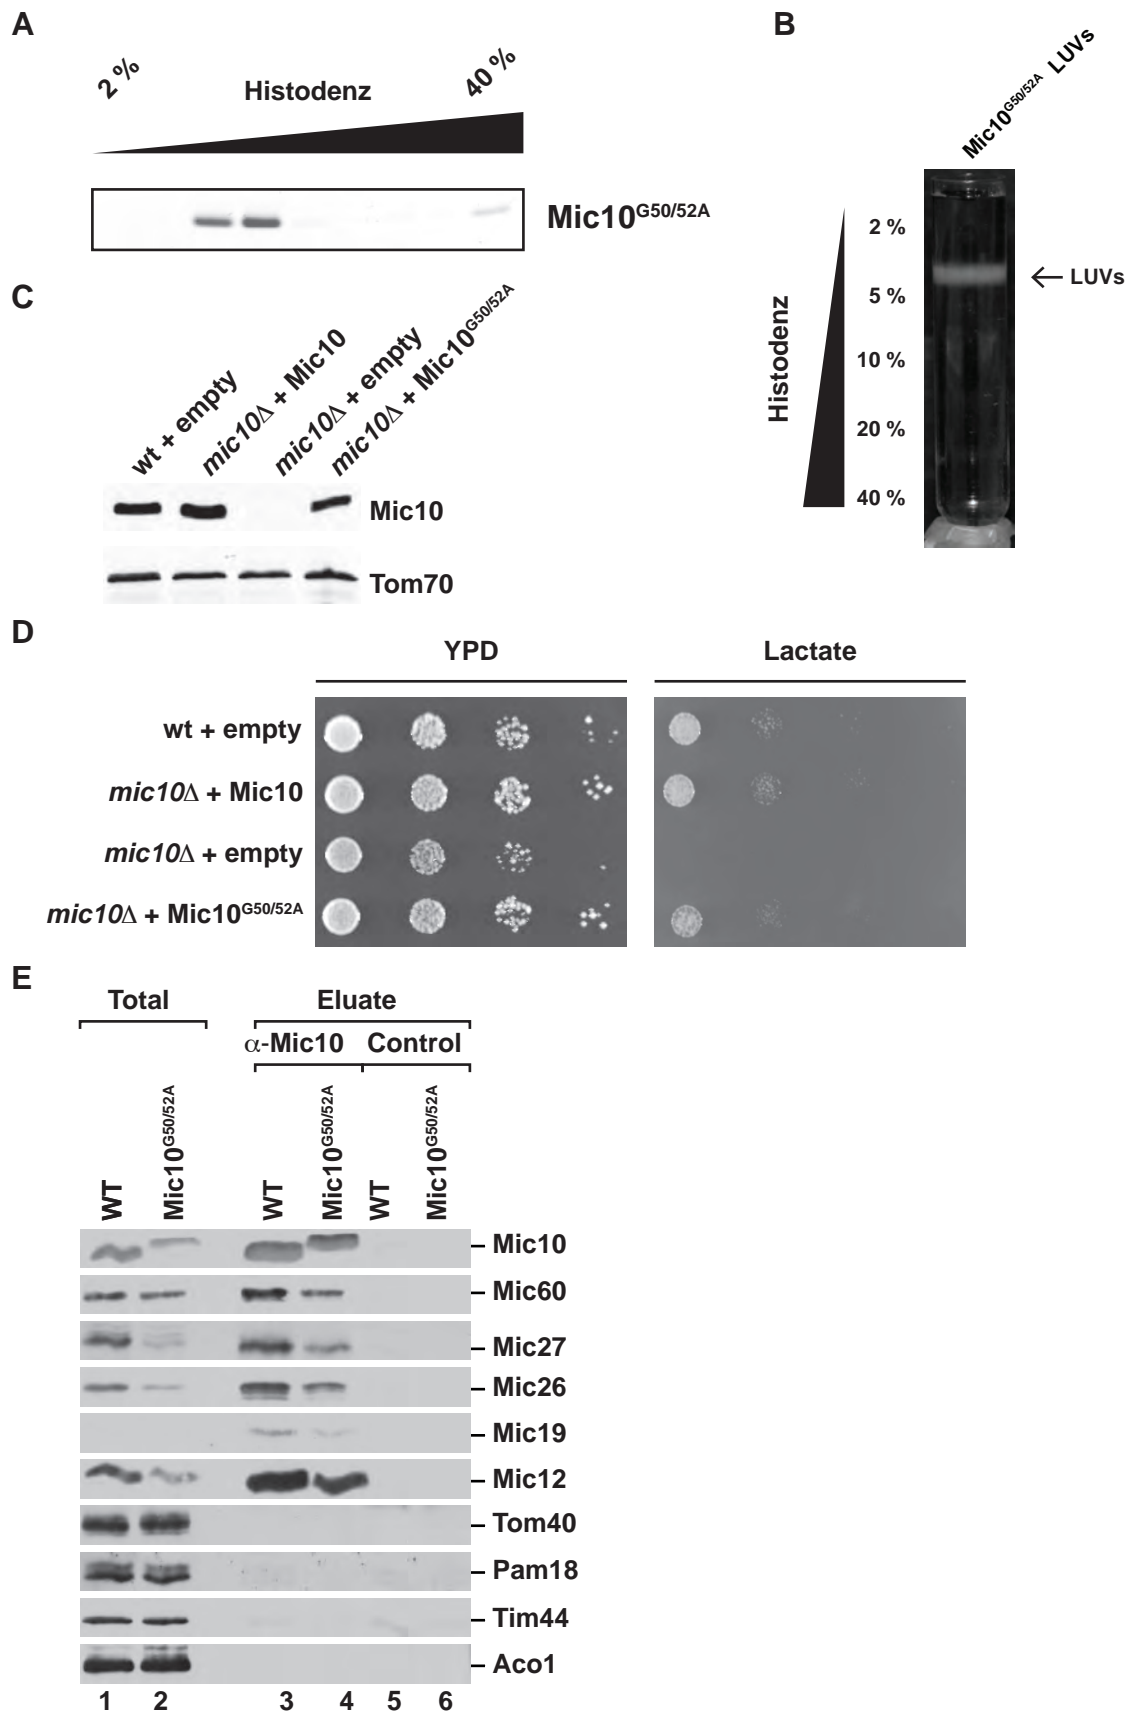 A
2 %
Histodenz
40 %
Mic10G50/52A
B
Mic10G50/52A LUVs
Histodenz
2 %
5 %
10 %
20 %
40 %
LUVs
C
wt + empty
mic10Δ + Mic10
mic10Δ + empty
mic10Δ + Mic10G50/52A
Mic10
Tom70
D
YPD
Lactate
wt + empty
mic10Δ + Mic10
mic10Δ + empty
mic10Δ + Mic10G50/52A
E
Total
Eluate
α-Mic10
Control
WT
Mic10G50/52A
WT
Mic10G50/52A
WT
Mic10G50/52A
Mic10
Mic60
Mic27
Mic26
Mic19
Mic12
Tom40
Pam18
Tim44
Aco1
1 2 3 4 5 6